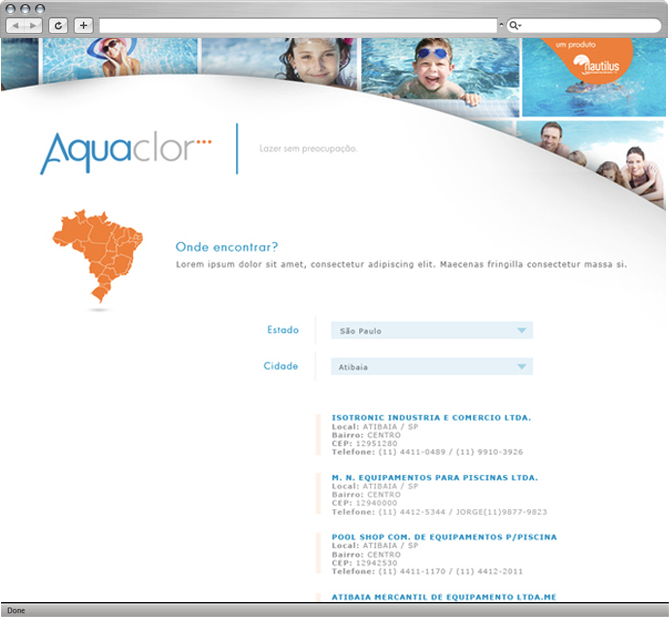 um produto
nautilus
Aquaclor
Lazer sem preocupação.
Onde encontrar?
Lorem ipsum dolor sit amet, consectetur adipiscing elit. Maecenas fringilla consectetur massa si.
Estado
São Paulo
Cidade
Atibaia
ISOTRONIC INDUSTRIA E COMERCIO LTDA.
Local: ATIBAIA / SP
Bairro: CENTRO
CEP: 12951280
Telefone: (11) 4411-0489 / (11) 9910-3926
M. N. EQUIPAMENTOS PARA PISCINAS LTDA.
Local: ATIBAIA / SP
Bairro: CENTRO
CEP: 12940000
Telefone: (11) 4412-5344 / JORGE(11)9877-9823
POOL SHOP COM. DE EQUIPAMENTOS P/PISCINA
Local: ATIBAIA / SP
Bairro: CENTRO
CEP: 12942530
Telefone: (11) 4411-1170 / (11) 4412-2011
ATIBAIA MERCANTIL DE EQUIPAMENTO LTDA.ME
Done